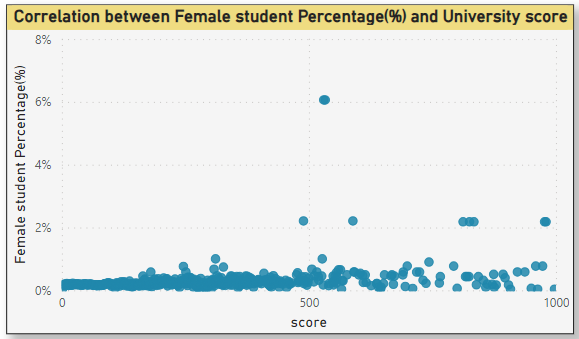 Correlation between Female student Percentage(%) and University score
8%
6%
4%
2%
0%
Female student Percentage(%)
0 500 1000
score